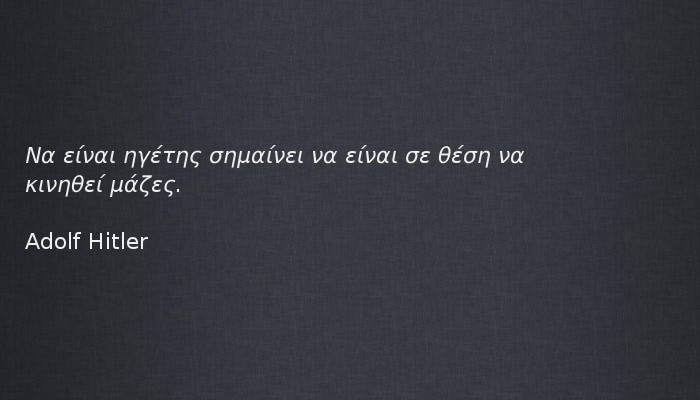 Να είναι ηγέτης σημαίνει να είναι σε θέση να
κινηθεί μάζες.
Adolf Hitler